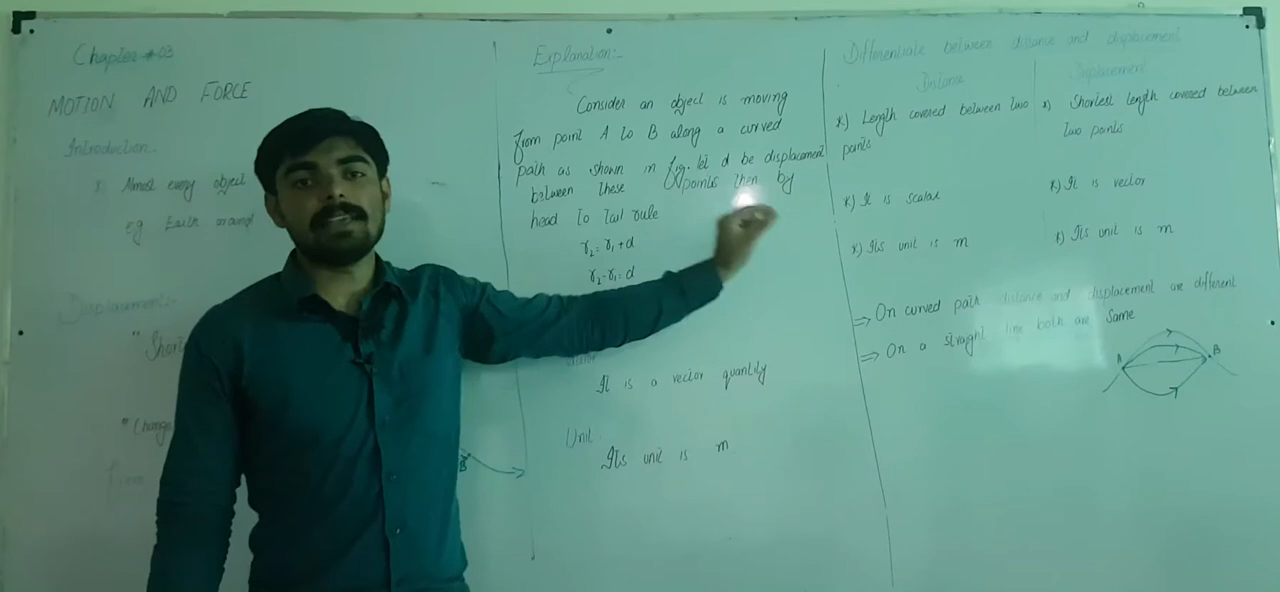 Chapter #03
MOTION AND FORCE
Introduction.
Almost every object
eg Earth around
Displacement:-
"Short
"Change
From
B
Explanation:-
Consider an object is moving
from point A to B along a curved
path as shown in fig. let d be displacement
between these points then by
head to tail rule
r₂=r₁+d
r₂-r₁=d
It is a vector quantity
Unit
Its unit is m
Differentiate between distance and displacement
Distance
*) Length covered between two
points
*) It is scalar
*) Its unit is m
Displacement
*) Shortest length covered between
two points
*) It is vector
*) Its unit is m
⇒ On curved path distance and displacement are different
⇒ On a straight line both are same
A B